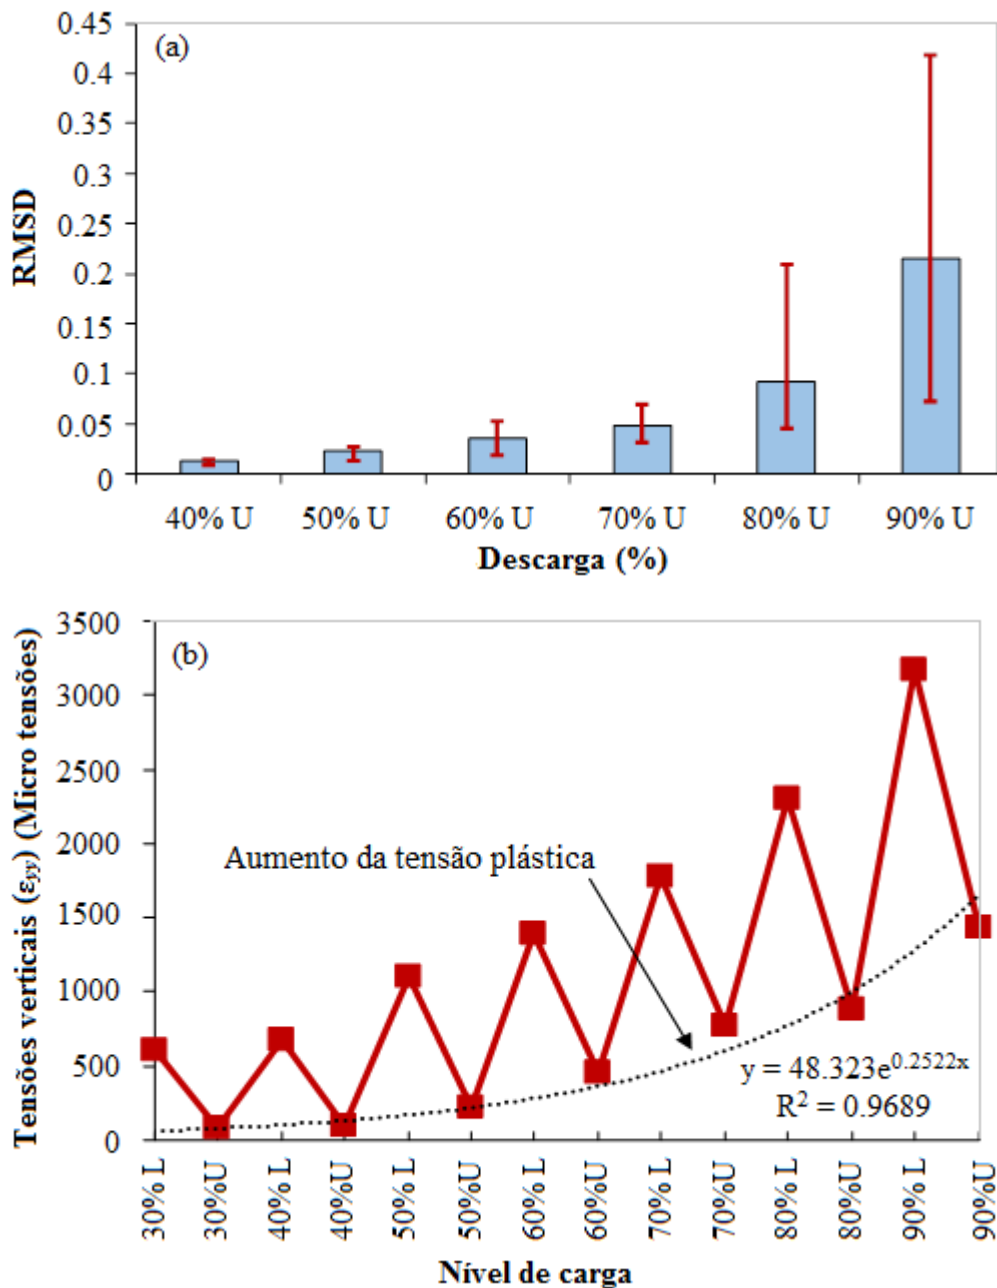 (a)
RMSD
0.45
0.4
0.35
0.3
0.25
0.2
0.15
0.1
0.05
0
40% U 50% U 60% U 70% U 80% U 90% U
Descarga (%)
(b)
Tensões verticais (εyy) (Micro tensões)
3500
3000
2500
2000
1500
1000
500
0
Aumento da tensão plástica
y = 48.323e^0.2522x
R² = 0.9689
30% L 30%U 40% L 40%U 50% L 50%U 60% L 60%U 70% L 70%U 80% L 80%U 90% L 90%U
Nível de carga